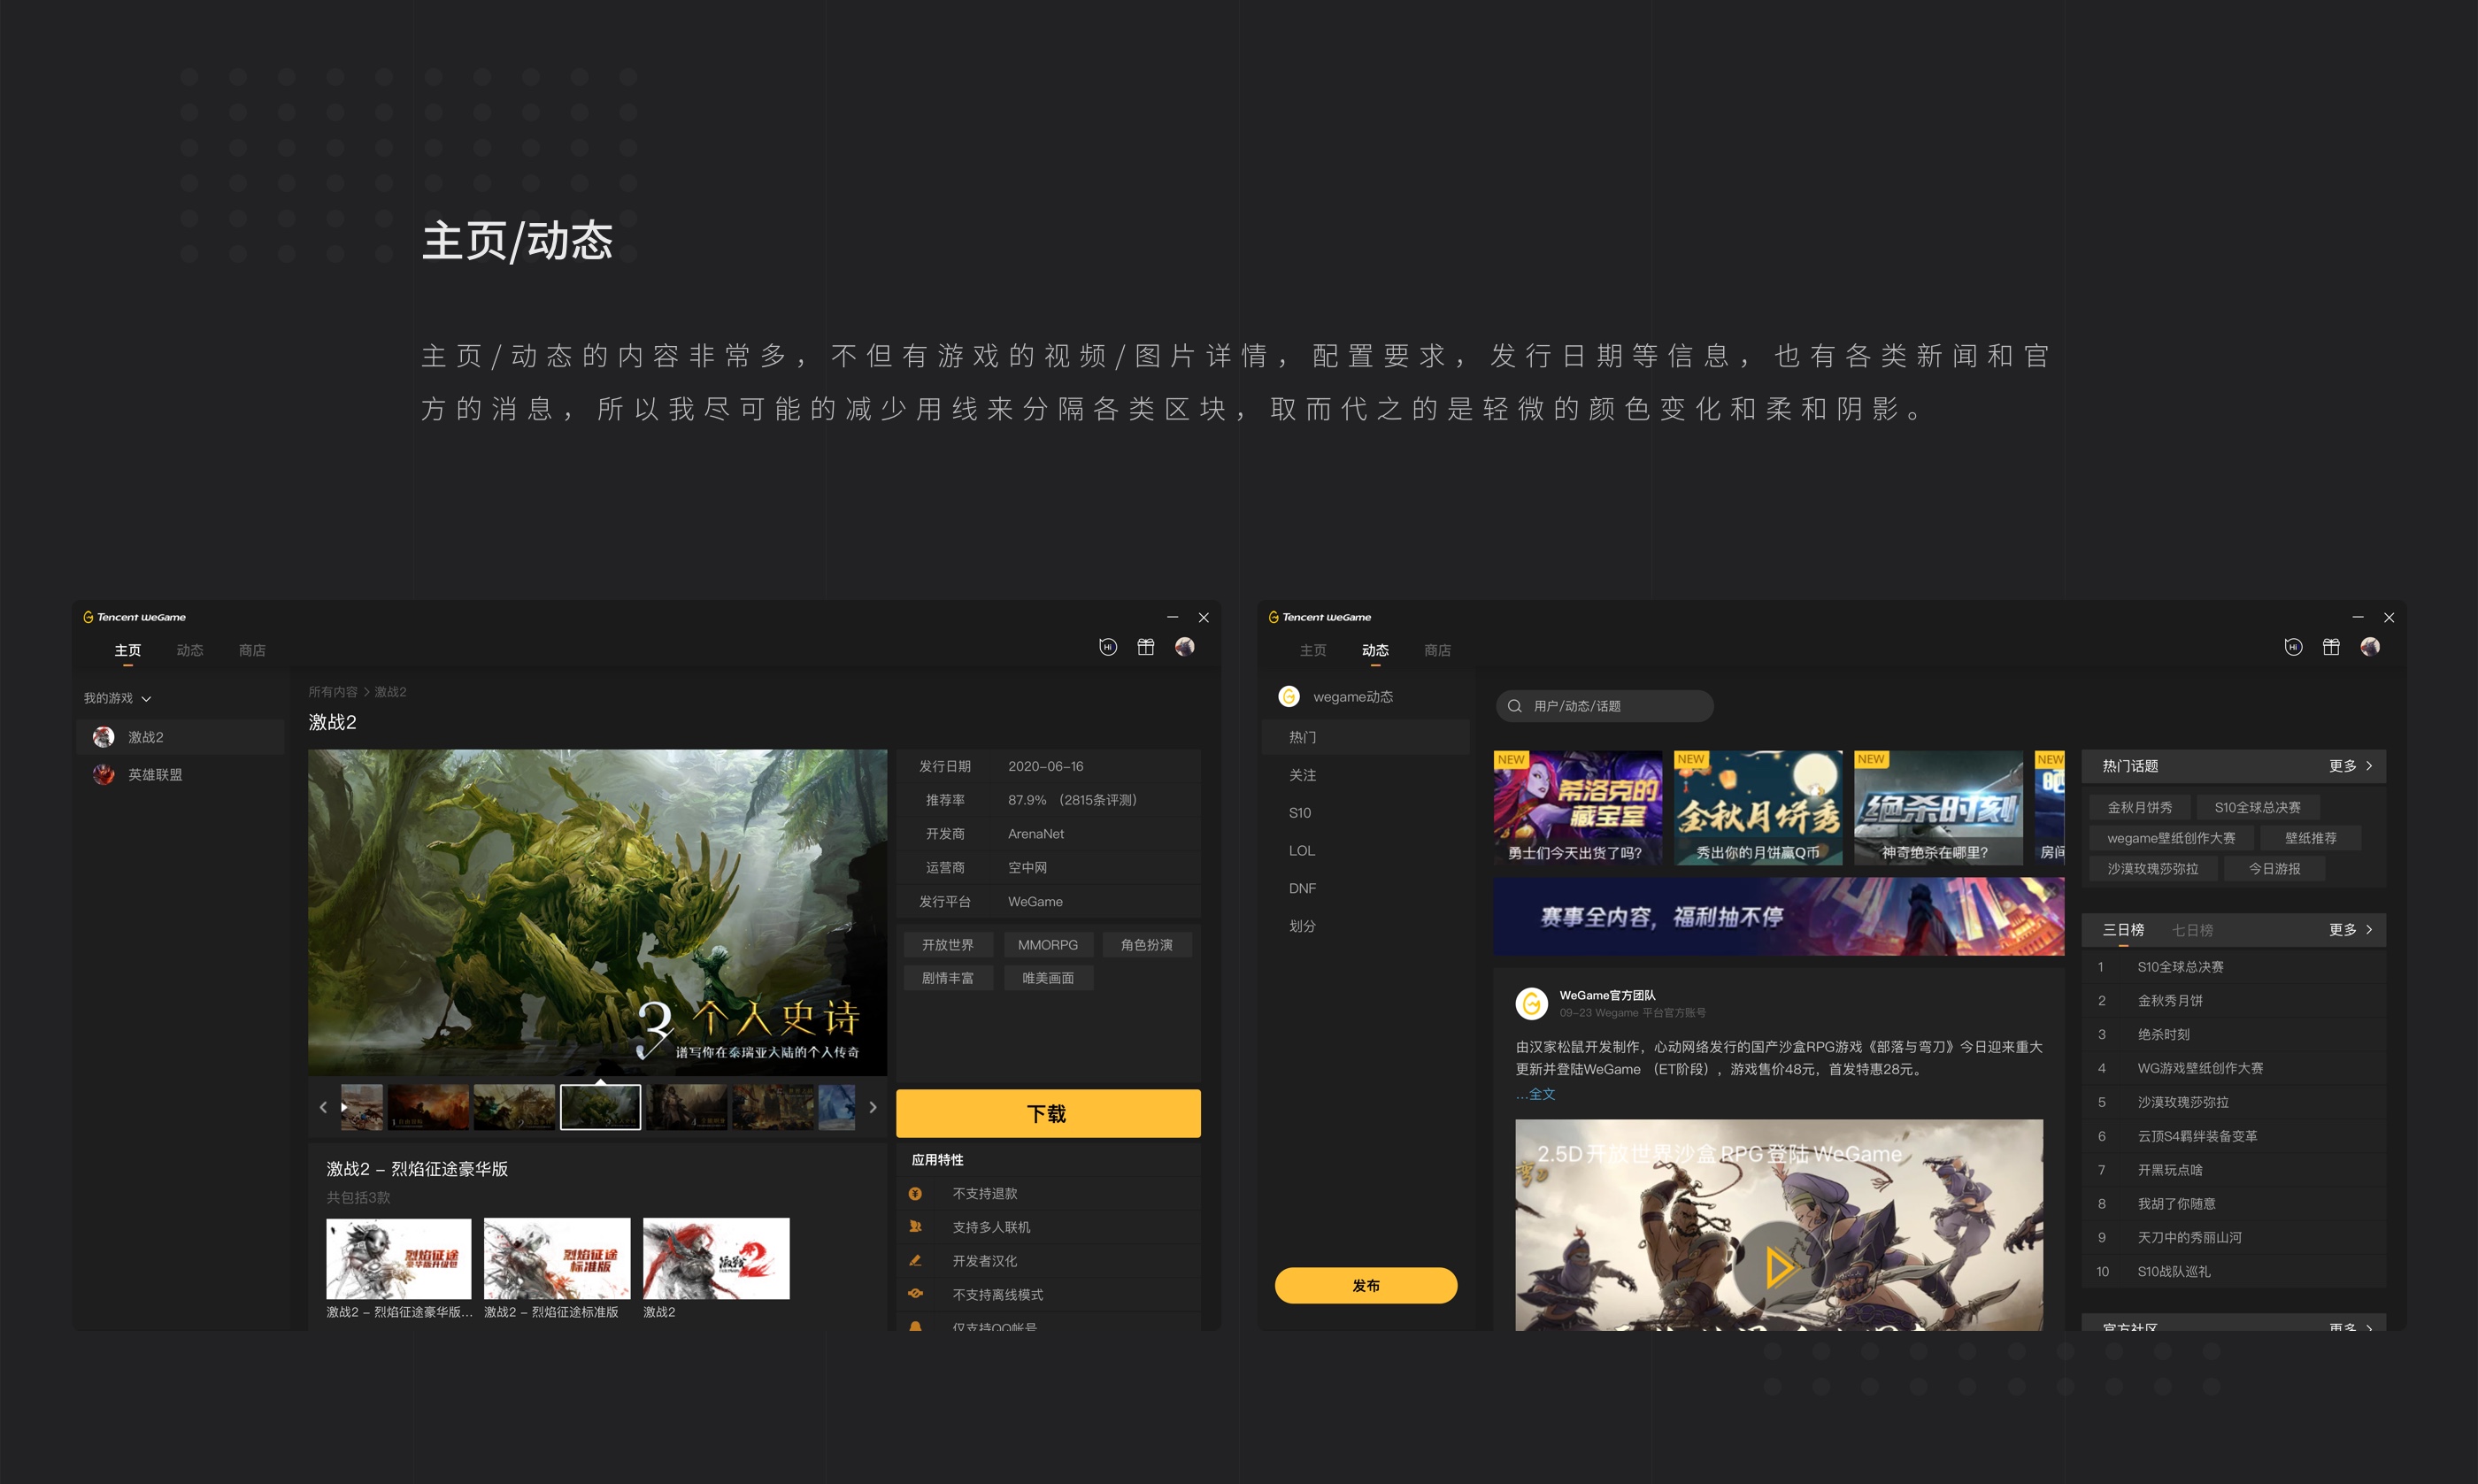 主页/动态
主页/动态的内容非常多，不但有游戏的视频/图片详情，配置要求，发行日期等信息，也有各类新闻和官
方的消息，所以我尽可能的减少用线来分隔各类区块，取而代之的是轻微的颜色变化和柔和阴影。
Tencent WeGame
主页 动态 商店
Hi
我的游戏
激战2
英雄联盟
所有内容 > 激战2
激战2
3 个人史诗
谱写你在泰瑞亚大陆的个人传奇
发行日期 2020-06-16
推荐率 87.9% （2815条评测）
开发商 ArenaNet
运营商 空中网
发行平台 WeGame
开放世界 MMORPG 角色扮演
剧情丰富 唯美画面
下载
激战2 - 烈焰征途豪华版
共包括3款
烈焰征途
豪华版升级包
烈焰征途
标准版
激战2
激战2 - 烈焰征途豪华版... 激战2 - 烈焰征途标准版 激战2
应用特性
不支持退款
支持多人联机
开发者汉化
不支持离线模式
仅支持QQ帐号
Tencent WeGame
主页 动态 商店
Hi
wegame动态
热门
关注
S10
LOL
DNF
划分
发布
用户/动态/话题
NEW
希洛克的
藏宝室
勇士们今天出货了吗?
NEW
金秋月饼秀
秀出你的月饼赢Q币
NEW
绝杀时刻
神奇绝杀在哪里?
NEW
吧
房间
赛事全内容，福利抽不停
WeGame官方团队
09-23 Wegame 平台官方账号
由汉家松鼠开发制作，心动网络发行的国产沙盒RPG游戏《部落与弯刀》今日迎来重大
更新并登陆WeGame （ET阶段），游戏售价48元，首发特惠28元。
...全文
2.5D开放世界沙盒RPG登陆WeGame
弯刀
热门话题 更多 >
金秋月饼秀 S10全球总决赛
wegame壁纸创作大赛 壁纸推荐
沙漠玫瑰莎弥拉 今日游报
三日榜 七日榜 更多 >
1 S10全球总决赛
2 金秋秀月饼
3 绝杀时刻
4 WG游戏壁纸创作大赛
5 沙漠玫瑰莎弥拉
6 云顶S4羁绊装备变革
7 开黑玩点啥
8 我胡了你随意
9 天刀中的秀丽山河
10 S10战队巡礼
官方社区 更多 >